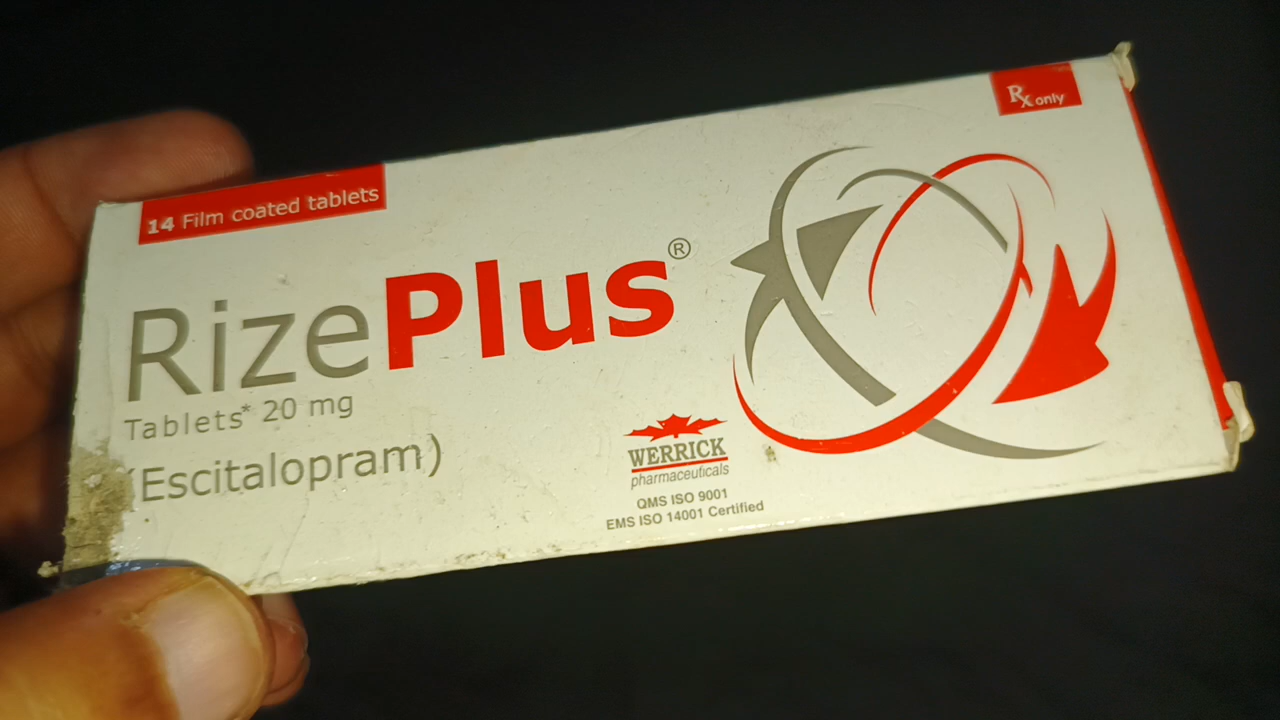 Rx only
14 Film coated tablets
RizePlus®
Tablets* 20 mg
(Escitalopram)
WERRICK
pharmaceuticals
QMS ISO 9001
EMS ISO 14001 Certified